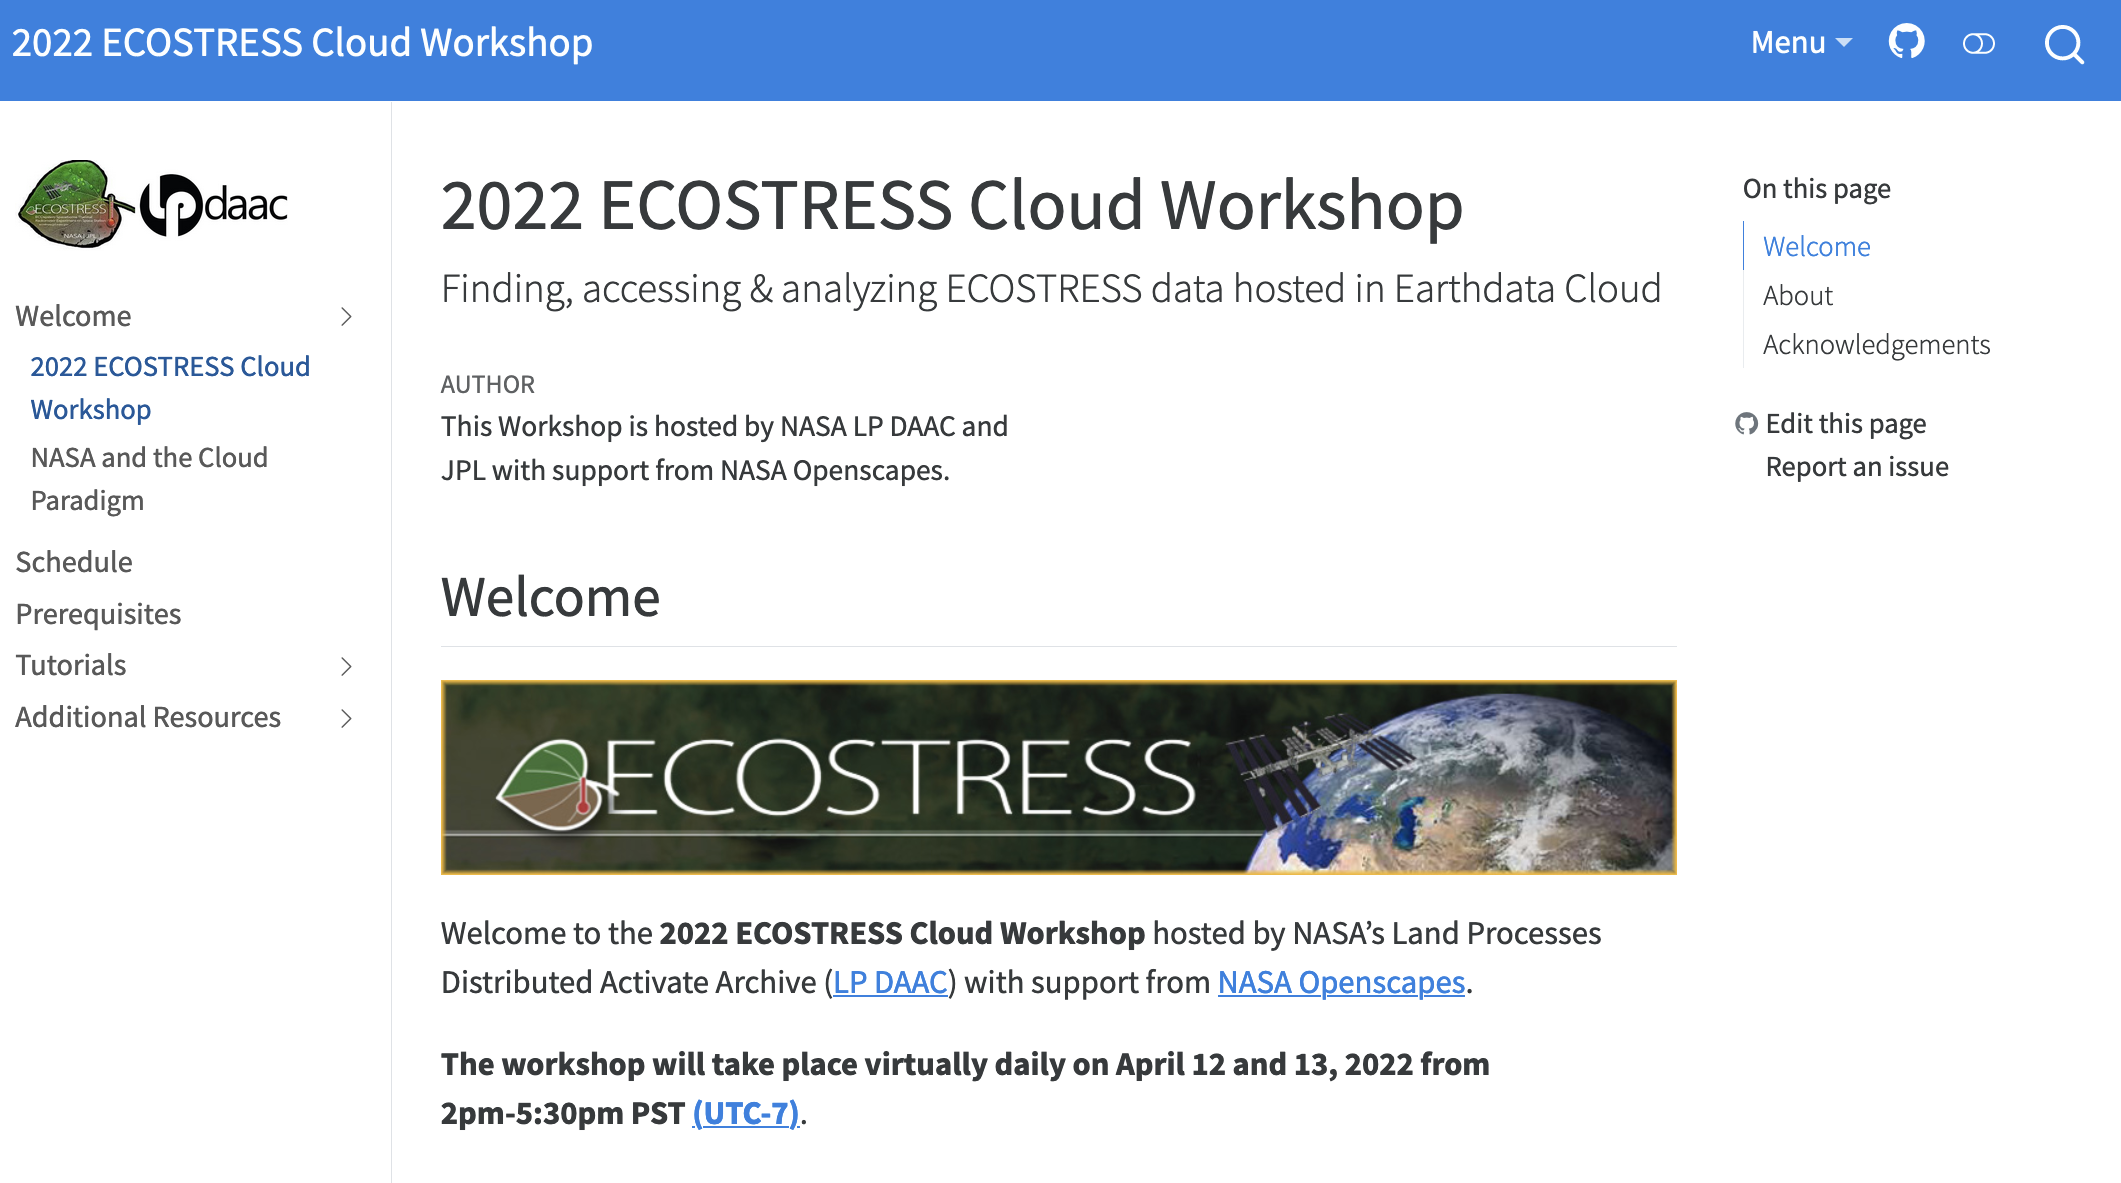 2022 ECOSTRESS Cloud Workshop
Menu
ECOSTRESS
lp daac
Welcome
2022 ECOSTRESS Cloud
Workshop
NASA and the Cloud
Paradigm
Schedule
Prerequisites
Tutorials
Additional Resources
2022 ECOSTRESS Cloud Workshop
Finding, accessing & analyzing ECOSTRESS data hosted in Earthdata Cloud
AUTHOR
This Workshop is hosted by NASA LP DAAC and
JPL with support from NASA Openscapes.
Welcome
ECOSTRESS
Welcome to the 2022 ECOSTRESS Cloud Workshop hosted by NASA’s Land Processes
Distributed Activate Archive (LP DAAC) with support from NASA Openscapes.
The workshop will take place virtually daily on April 12 and 13, 2022 from
2pm-5:30pm PST (UTC-7).
On this page
Welcome
About
Acknowledgements
Edit this page
Report an issue